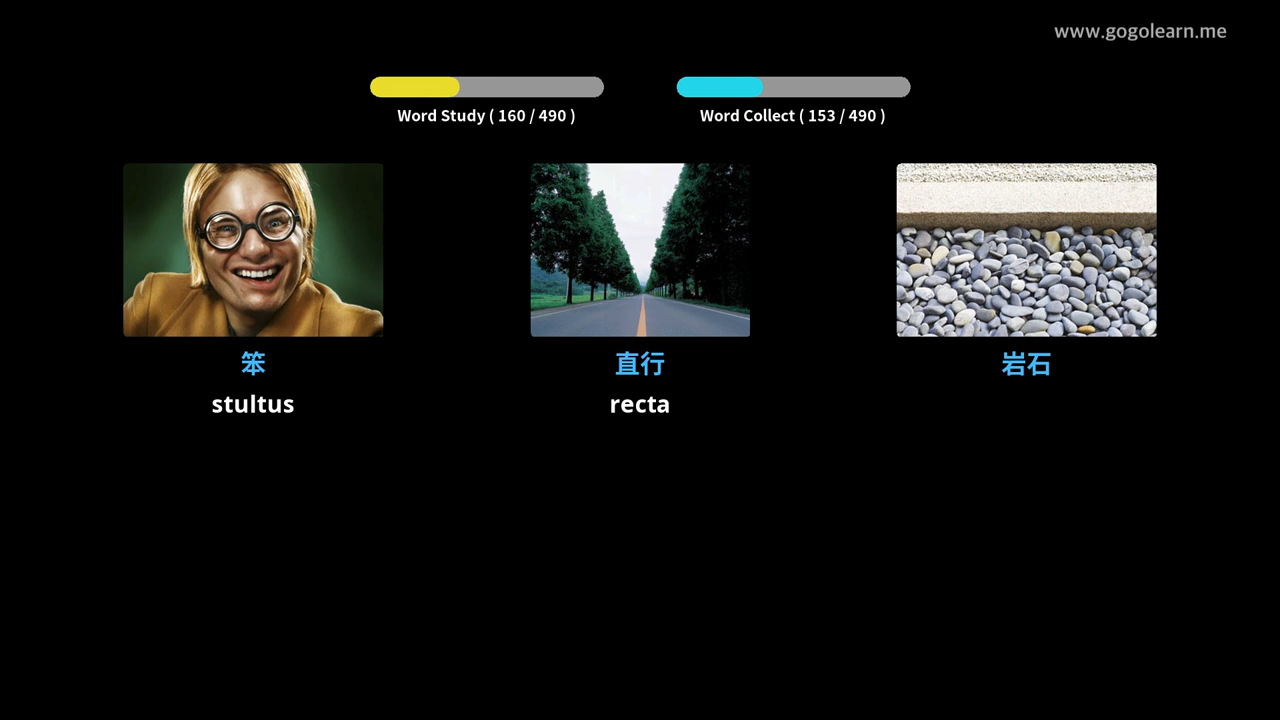 www.gogolearn.me
Word Study ( 160 / 490 )
Word Collect ( 153 / 490 )
笨
直行
岩石
stultus
recta